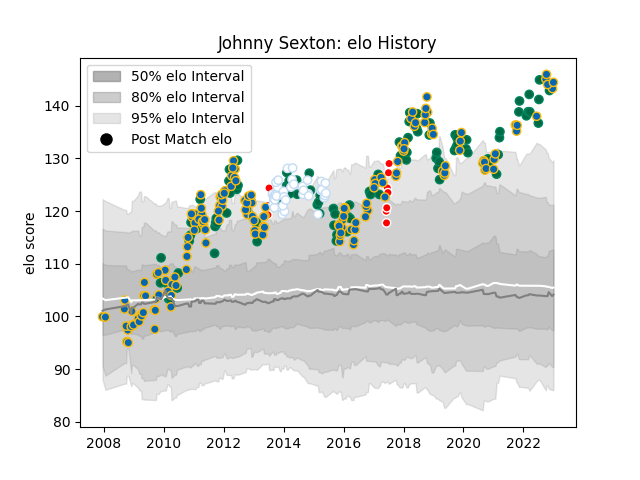 Johnny Sexton: elo History
50% elo Interval
80% elo Interval
95% elo Interval
Post Match elo
elo score
140
130
120
110
100
90
80
2008 2010 2012 2014 2016 2018 2020 2022